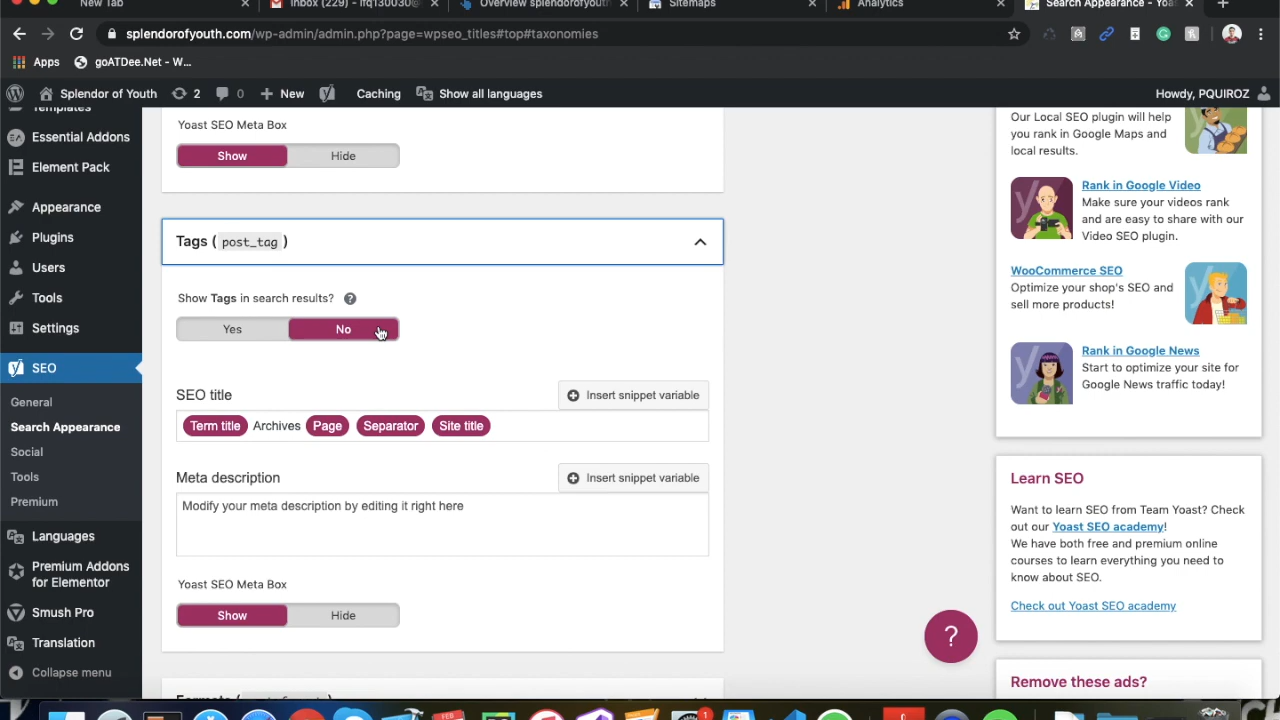 New Tab
Inbox (229) - ifq130030@
Overview splendorofyouth
Sitemaps
Analytics
Search Appearance - Yoas
splendorofyouth.com/wp-admin/admin.php?page=wpseo_titles#top#taxonomies
Apps
goATDee.Net - W...
Splendor of Youth
2
0
New
Caching
Show all languages
Howdy, PQUIROZ
Templates
Essential Addons
Element Pack
Appearance
Plugins
Users
Tools
Settings
SEO
General
Search Appearance
Social
Tools
Premium
Languages
Premium Addons
for Elementor
Smush Pro
Translation
Collapse menu
Yoast SEO Meta Box
Show
Hide
Tags ( post_tag )
Show Tags in search results?
Yes
No
SEO title
Insert snippet variable
Term title Archives Page Separator Site title
Meta description
Insert snippet variable
Modify your meta description by editing it right here
Yoast SEO Meta Box
Show
Hide
Our Local SEO plugin will help
you rank in Google Maps and
local results.
Rank in Google Video
Make sure your videos rank
and are easy to share with our
Video SEO plugin.
WooCommerce SEO
Optimize your shop's SEO and
sell more products!
Rank in Google News
Start to optimize your site for
Google News traffic today!
Learn SEO
Want to learn SEO from Team Yoast? Check
out our Yoast SEO academy!
We have both free and premium online
courses to learn everything you need to
know about SEO.
Check out Yoast SEO academy
Remove these ads?
?
FEB
1